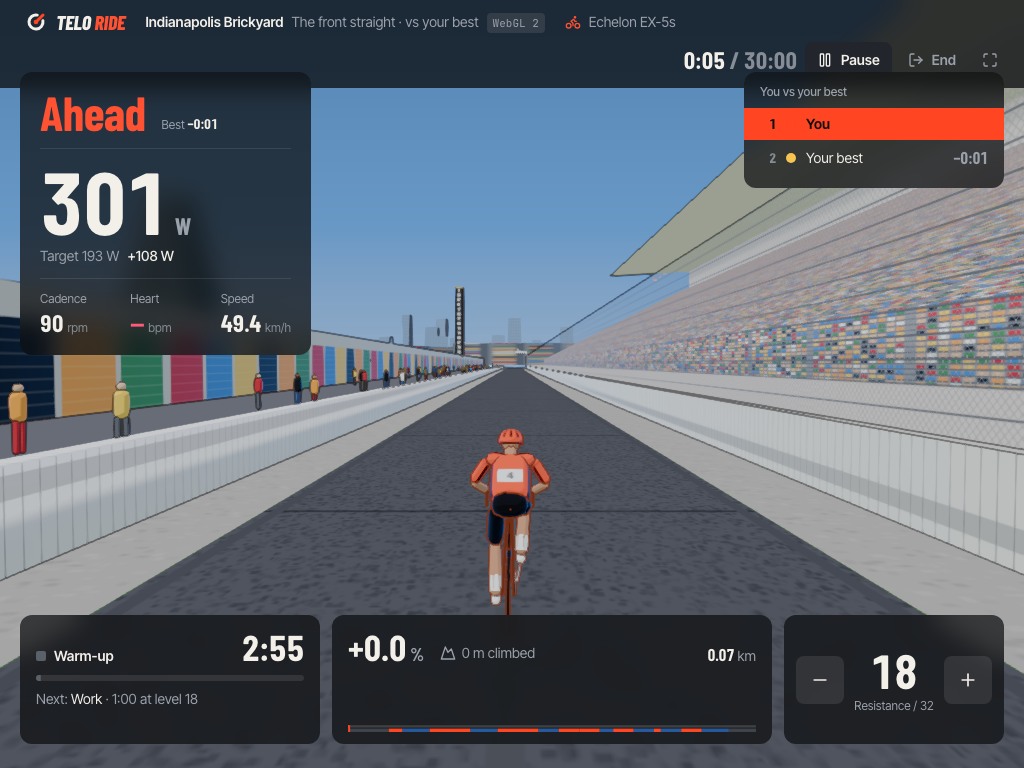 TELO RIDE Indianapolis Brickyard The front straight · vs your best WebGL 2 Echelon EX-5s
0:05 / 30:00 Pause End
Ahead Best −0:01
301 W
Target 193 W +108 W
Cadence Heart Speed
90 rpm — bpm 49.4 km/h
You vs your best
1 You
2 Your best −0:01
4
Warm-up 2:55
Next: Work · 1:00 at level 18
+0.0 % 0 m climbed 0.07 km
− 18 +
Resistance / 32